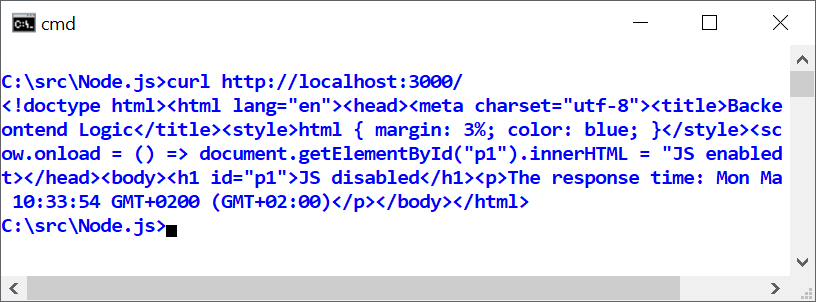 cmd
C:\src\Node.js>curl http://localhost:3000/
<!doctype html><html lang="en"><head><meta charset="utf-8"><title>Backe
ontend Logic</title><style>html { margin: 3%; color: blue; }</style><sc
ow.onload = () => document.getElementById("p1").innerHTML = "JS enabled
t></head><body><h1 id="p1">JS disabled</h1><p>The response time: Mon Ma
 10:33:54 GMT+0200 (GMT+02:00)</p></body></html>
C:\src\Node.js>